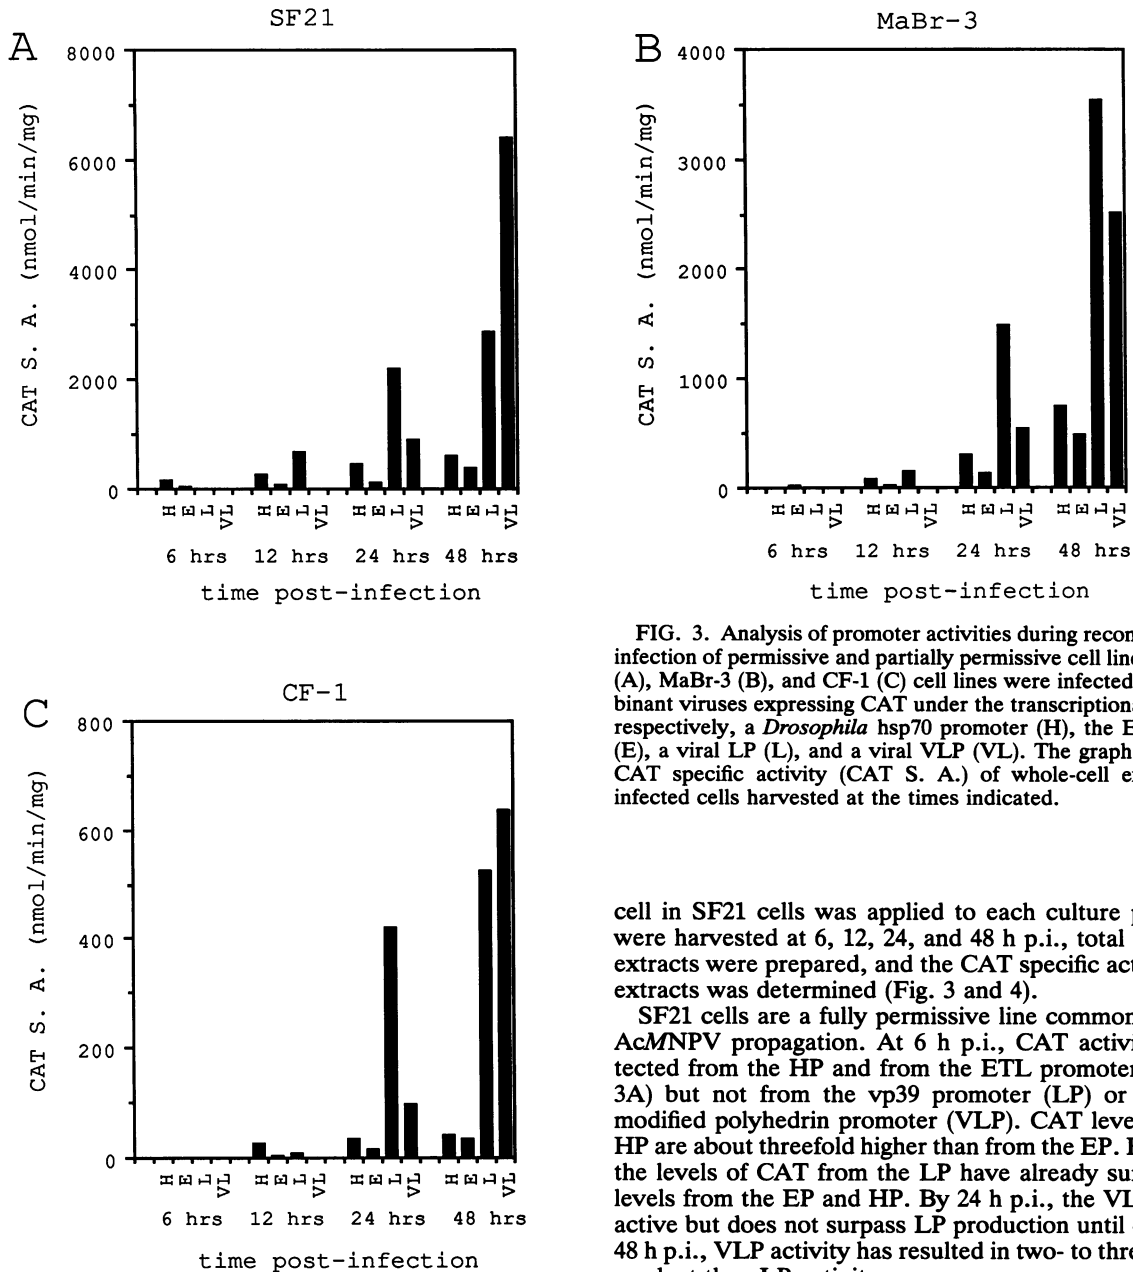 SF21
A
8000
6000
4000
2000
0
CAT S. A. (nmol/min/mg)
H E L VL H E L VL H E L VL H E L VL
6 hrs 12 hrs 24 hrs 48 hrs
time post-infection
MaBr-3
B
4000
3000
2000
1000
0
CAT S. A. (nmol/min/mg)
H E L VL H E L VL H E L VL H E L VL
6 hrs 12 hrs 24 hrs 48 hrs
time post-infection
CF-1
C
800
600
400
200
0
CAT S. A. (nmol/min/mg)
H E L VL H E L VL H E L VL H E L VL
6 hrs 12 hrs 24 hrs 48 hrs
time post-infection
FIG. 3. Analysis of promoter activities during recom
infection of permissive and partially permissive cell line
(A), MaBr-3 (B), and CF-1 (C) cell lines were infected
binant viruses expressing CAT under the transcriptiona
respectively, a Drosophila hsp70 promoter (H), the E
(E), a viral LP (L), and a viral VLP (VL). The graph
CAT specific activity (CAT S. A.) of whole-cell e
infected cells harvested at the times indicated.
cell in SF21 cells was applied to each culture
were harvested at 6, 12, 24, and 48 h p.i., total
extracts were prepared, and the CAT specific act
extracts was determined (Fig. 3 and 4).
SF21 cells are a fully permissive line common
AcMNPV propagation. At 6 h p.i., CAT activi
tected from the HP and from the ETL promoter
3A) but not from the vp39 promoter (LP) or
modified polyhedrin promoter (VLP). CAT leve
HP are about threefold higher than from the EP.
the levels of CAT from the LP have already su
levels from the EP and HP. By 24 h p.i., the VL
active but does not surpass LP production until
48 h p.i., VLP activity has resulted in two- to thre